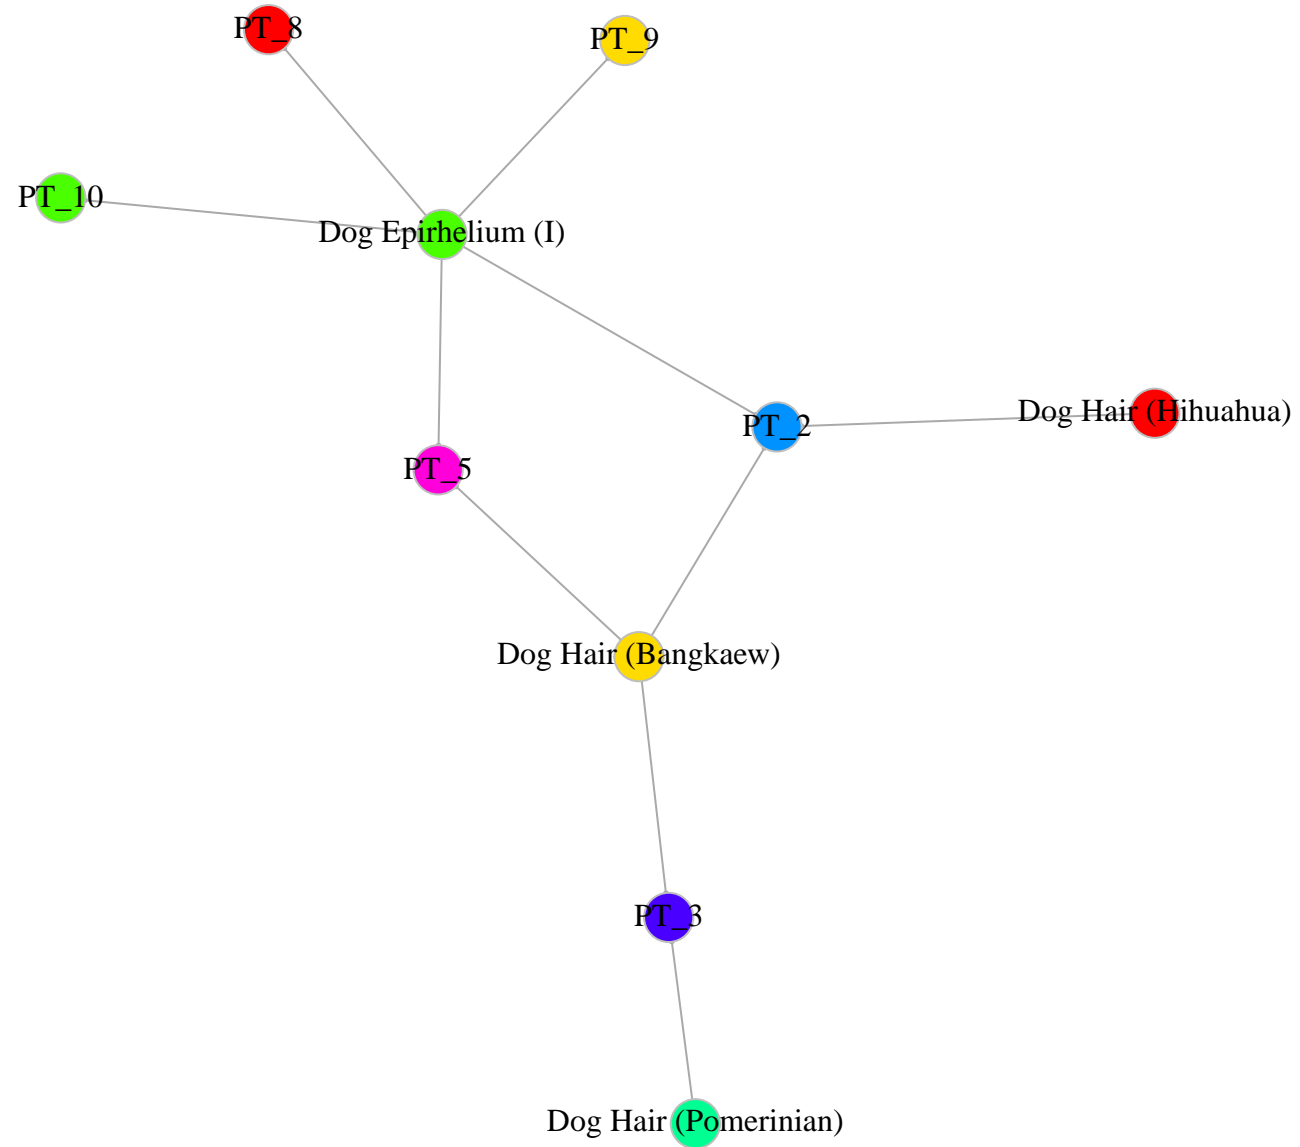 PT_8
PT_9
PT_10
Dog Epirhelium (I)
Dog Hair (Hihuahua)
PT_2
PT_5
Dog Hair (Bangkaew)
PT_3
Dog Hair (Pomerinian)